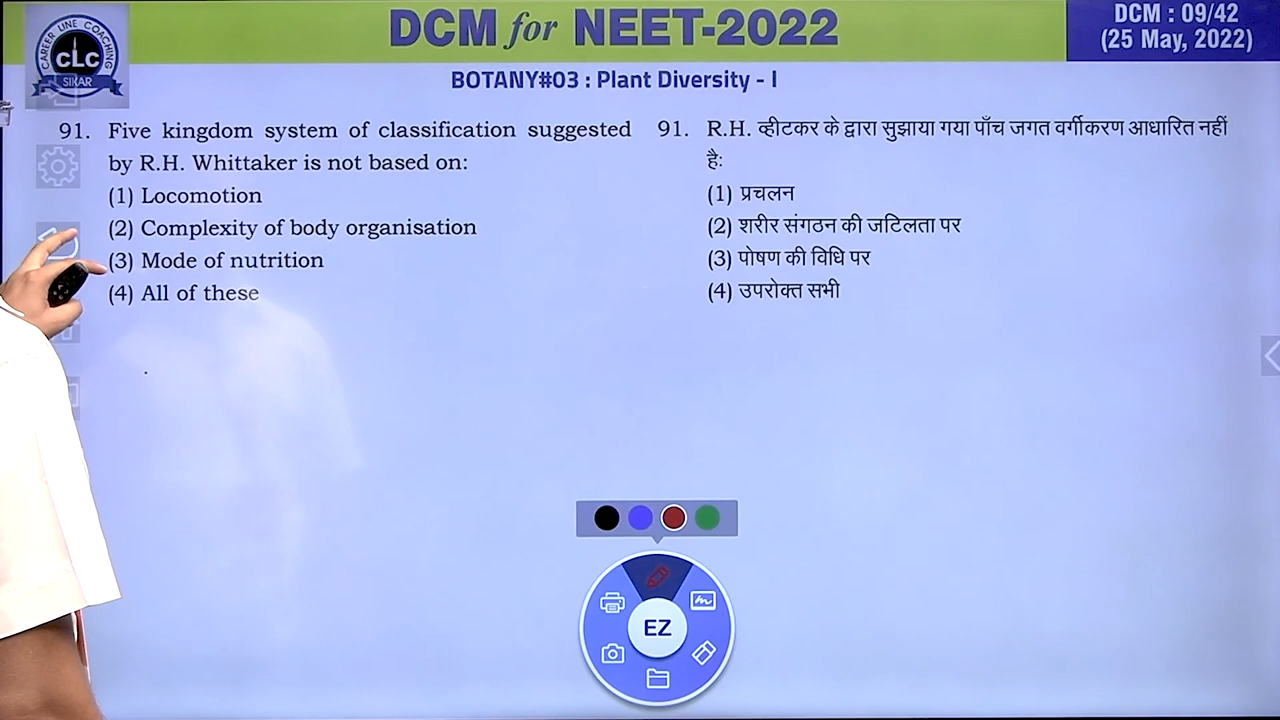 DCM for NEET-2022
DCM : 09/42
(25 May, 2022)
CAREER LINE COACHING
CLC
SIKAR
BOTANY#03 : Plant Diversity - I
91. Five kingdom system of classification suggested
by R.H. Whittaker is not based on:
(1) Locomotion
(2) Complexity of body organisation
(3) Mode of nutrition
(4) All of these
91. R.H. व्हीटकर के द्वारा सुझाया गया पाँच जगत वर्गीकरण आधारित नहीं
है:
(1) प्रचलन
(2) शरीर संगठन की जटिलता पर
(3) पोषण की विधि पर
(4) उपरोक्त सभी
EZ